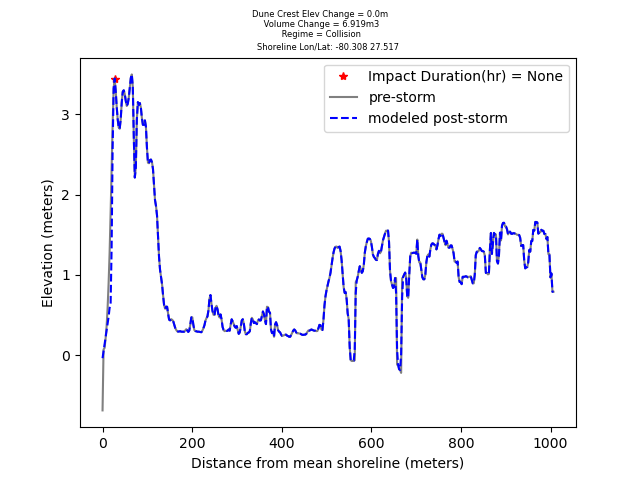 Dune Crest Elev Change = 0.0m
Volume Change = 6.919m3
Regime = Collision
Shoreline Lon/Lat: -80.308 27.517
Impact Duration(hr) = None
pre-storm
modeled post-storm
Elevation (meters)
3
2
1
0
0 200 400 600 800 1000
Distance from mean shoreline (meters)